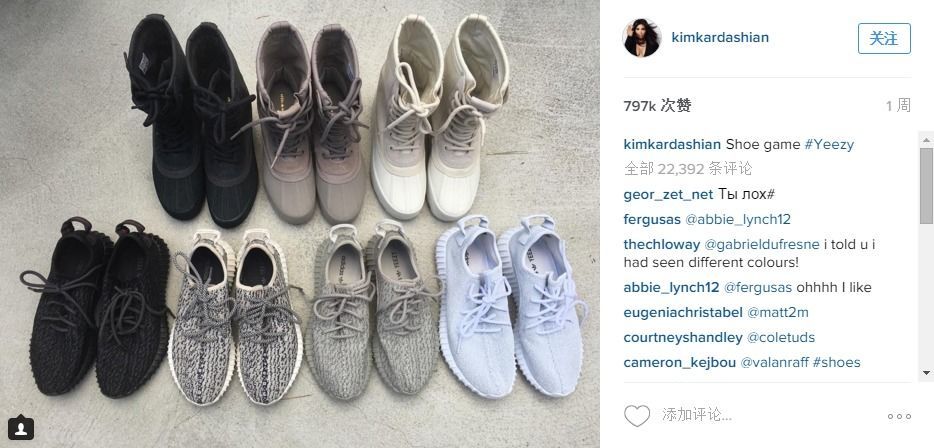 kimkardashian
关注
797k 次赞
1 周
kimkardashian Shoe game #Yeezy
全部 22,392 条评论
geor_zet_net Ты лох#
fergusas @abbie_lynch12
thechloway @gabrieldufresne i told u i
had seen different colours!
abbie_lynch12 @fergusas ohhhh I like
eugeniachristabel @matt2m
courtneyshandley @coletuds
cameron_kejbou @valanraff #shoes
添加评论...